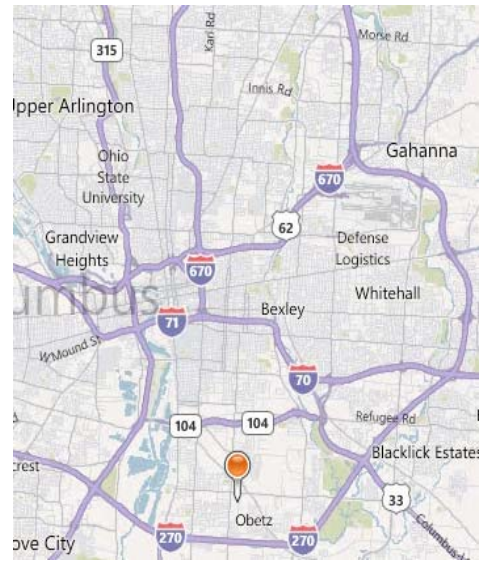 Morse Rd
315
Karl Rd
Innis Rd
Upper Arlington
Gahanna
Ohio
State
University
670
62
Grandview
Heights
Defense
Logistics
670
Whitehall
umbus
Bexley
71
W Mound St
70
104
104
Refugee Rd
Blacklick Estates
crest
33
Obetz
270
270
ove City
Columbus-L